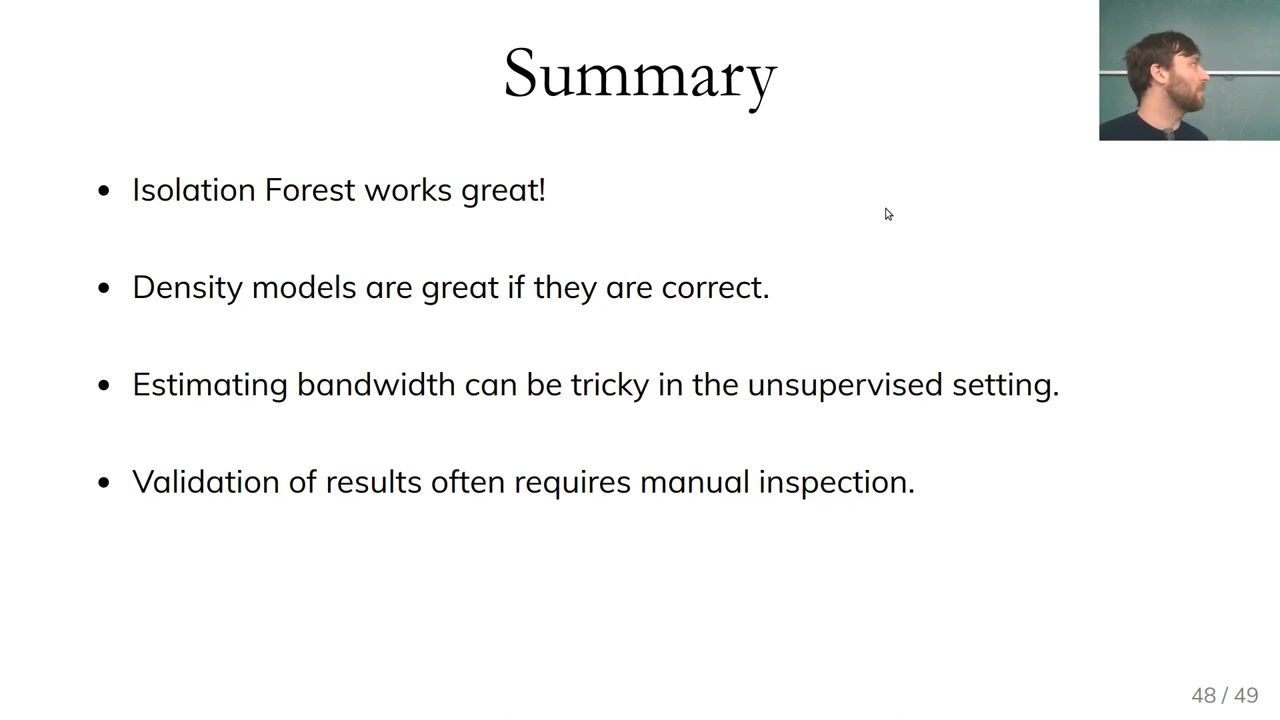 Summary
• Isolation Forest works great!
• Density models are great if they are correct.
• Estimating bandwidth can be tricky in the unsupervised setting.
• Validation of results often requires manual inspection.
48 / 49